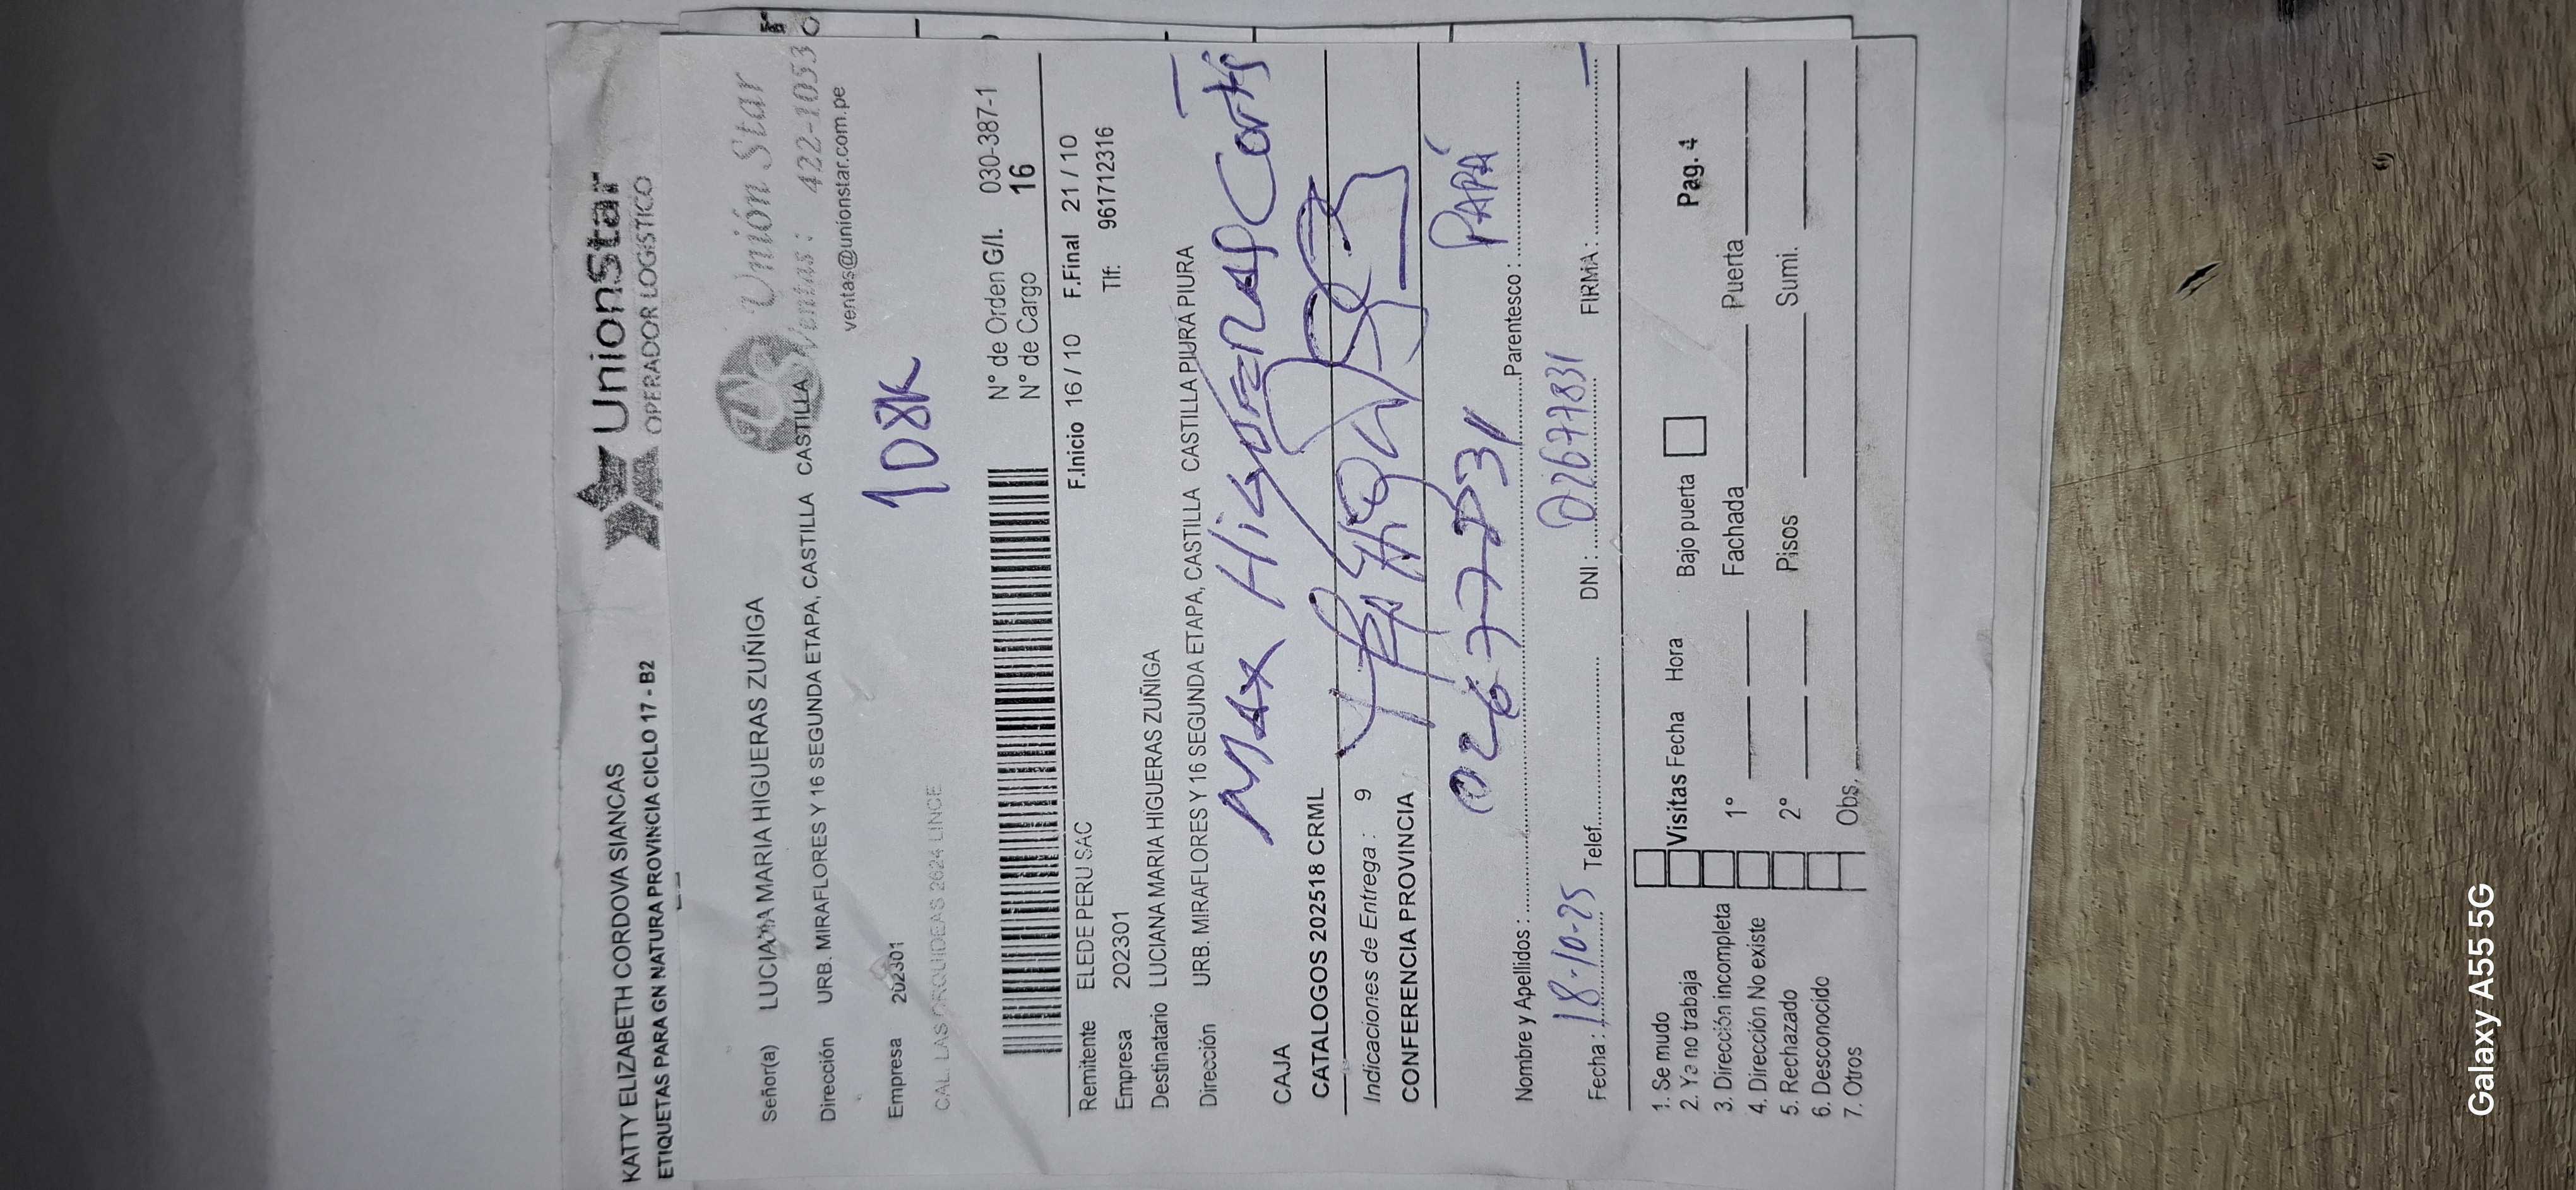 KATTY ELIZABETH CORDOVA SIANCAS
ETIQUETAS PARA GN NATURA PROVINCIA CICLO 17 - B2
Unionstar
OPERADOR LOGISTICO
Señor(a) LUCIANA MARIA HIGUERAS ZUÑIGA
Unión Star
Ventas: 422-1053
Dirección URB. MIRAFLORES Y 16 SEGUNDA ETAPA, CASTILLA CASTILLA
ventas@unionstar.com.pe
Empresa 202301
108K
CAL. LAS ORQUIDEAS 2624 LINCE
N° de Orden G/I. 030-387-1
N° de Cargo 16
F.Inicio 16 / 10 F.Final 21 / 10
Remitente ELEDE PERU SAC
Tlf: 961712316
Empresa 202301
Destinatario LUCIANA MARIA HIGUERAS ZUÑIGA
Dirección URB. MIRAFLORES Y 16 SEGUNDA ETAPA, CASTILLA CASTILLA PIURA PIURA
MAX
CAJA
CATALOGOS 202518 CRML
Indicaciones de Entrega : 9
CONFERENCIA PROVINCIA
02677831
PAPÁ
Nombre y Apellidos : Parentesco :
Fecha : 18-10-25 Telef. DNI : 02677831 FIRMA :
1. Se mudo
2. Ya no trabaja
3. Dirección incompleta
4. Dirección No existe
5. Rechazado
6. Desconocido
7. Otros
Visitas Fecha Hora Bajo puerta Pag. 4
1° Fachada Puerta
2° Pisos Sumi.
Obs.
Galaxy A55 5G